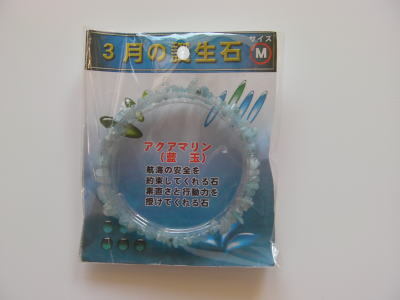 サイズ
3月の誕生石
M
アクアマリン
(藍 玉)
航海の安全を
約束してくれる石
素直さと行動力を
授けてくれる石